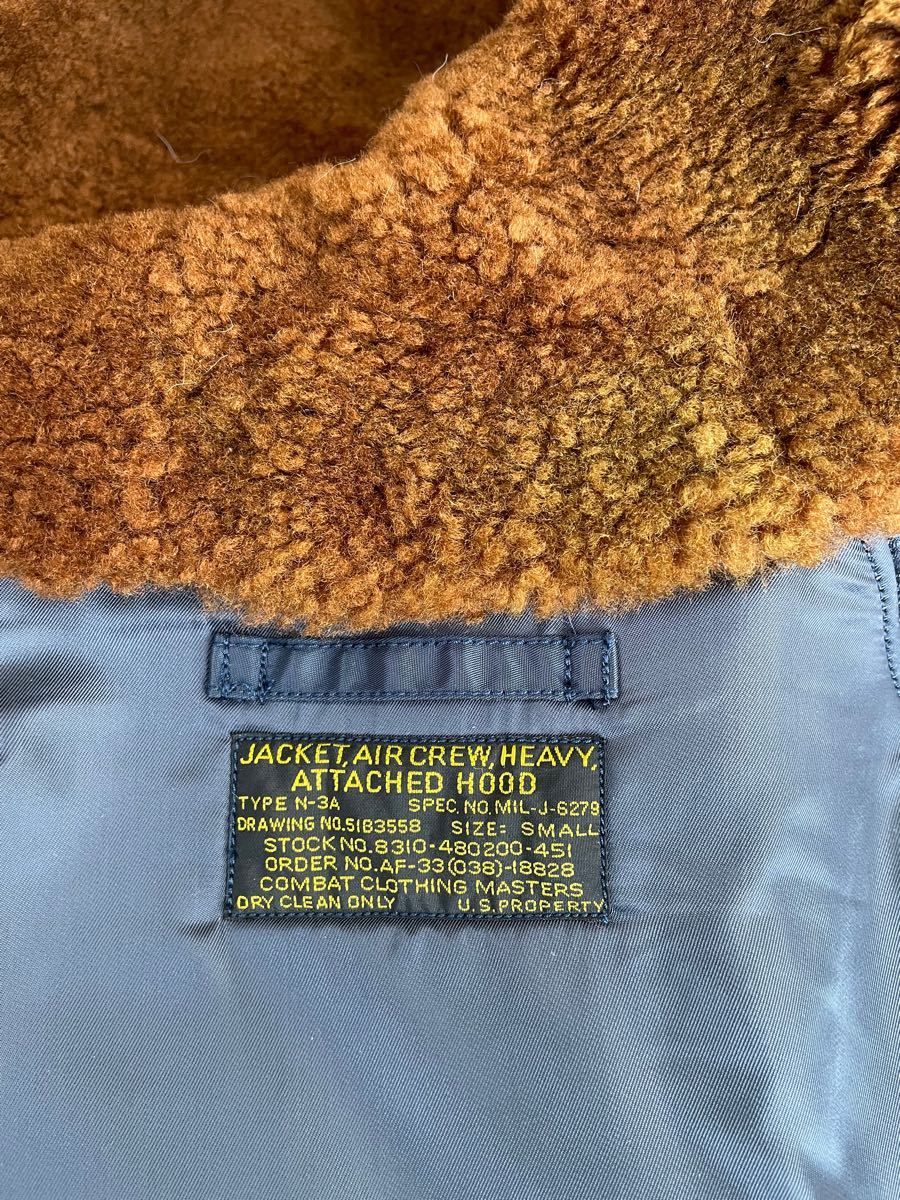 JACKET, AIR CREW, HEAVY,
ATTACHED HOOD
TYPE N-3A SPEC. NO. MIL-J-6279
DRAWING NO. 51B3558 SIZE: SMALL
STOCK NO. 8310-480200-451
ORDER NO. AF-33(038)-18828
COMBAT CLOTHING MASTERS
DRY CLEAN ONLY U.S. PROPERTY